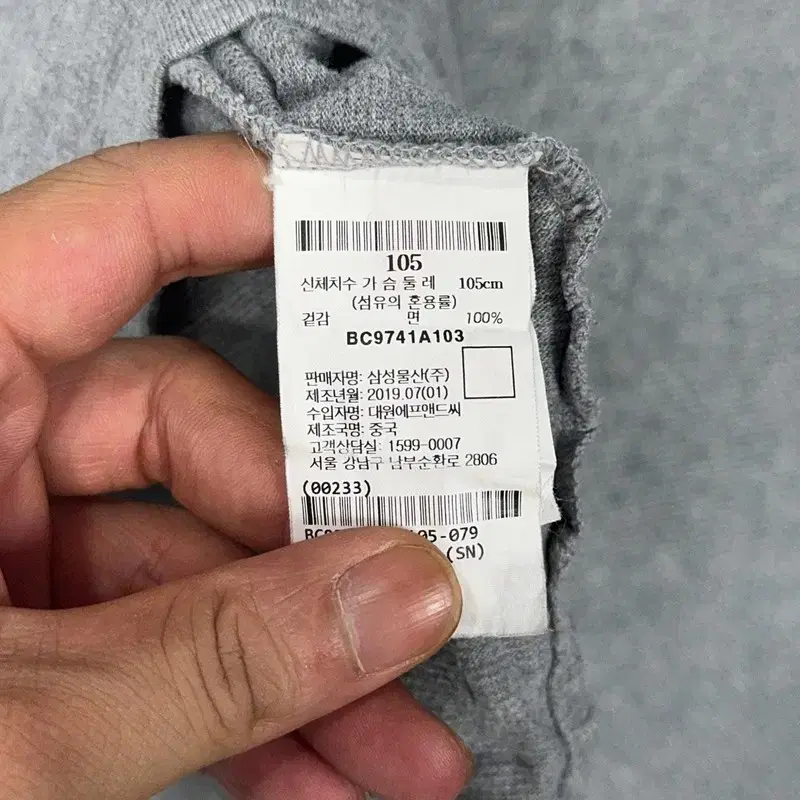 105
신체치수 가 슴 둘 레 105cm
(섬유의 혼용률)
겉감 면 100%
BC9741A103
판매자명: 삼성물산(주)
제조년월: 2019.07(01)
수입자명: 대원에프앤드씨
제조국명: 중국
고객상담실: 1599-0007
서울 강남구 남부순환로 2806
(00233)
05-079
(SN)